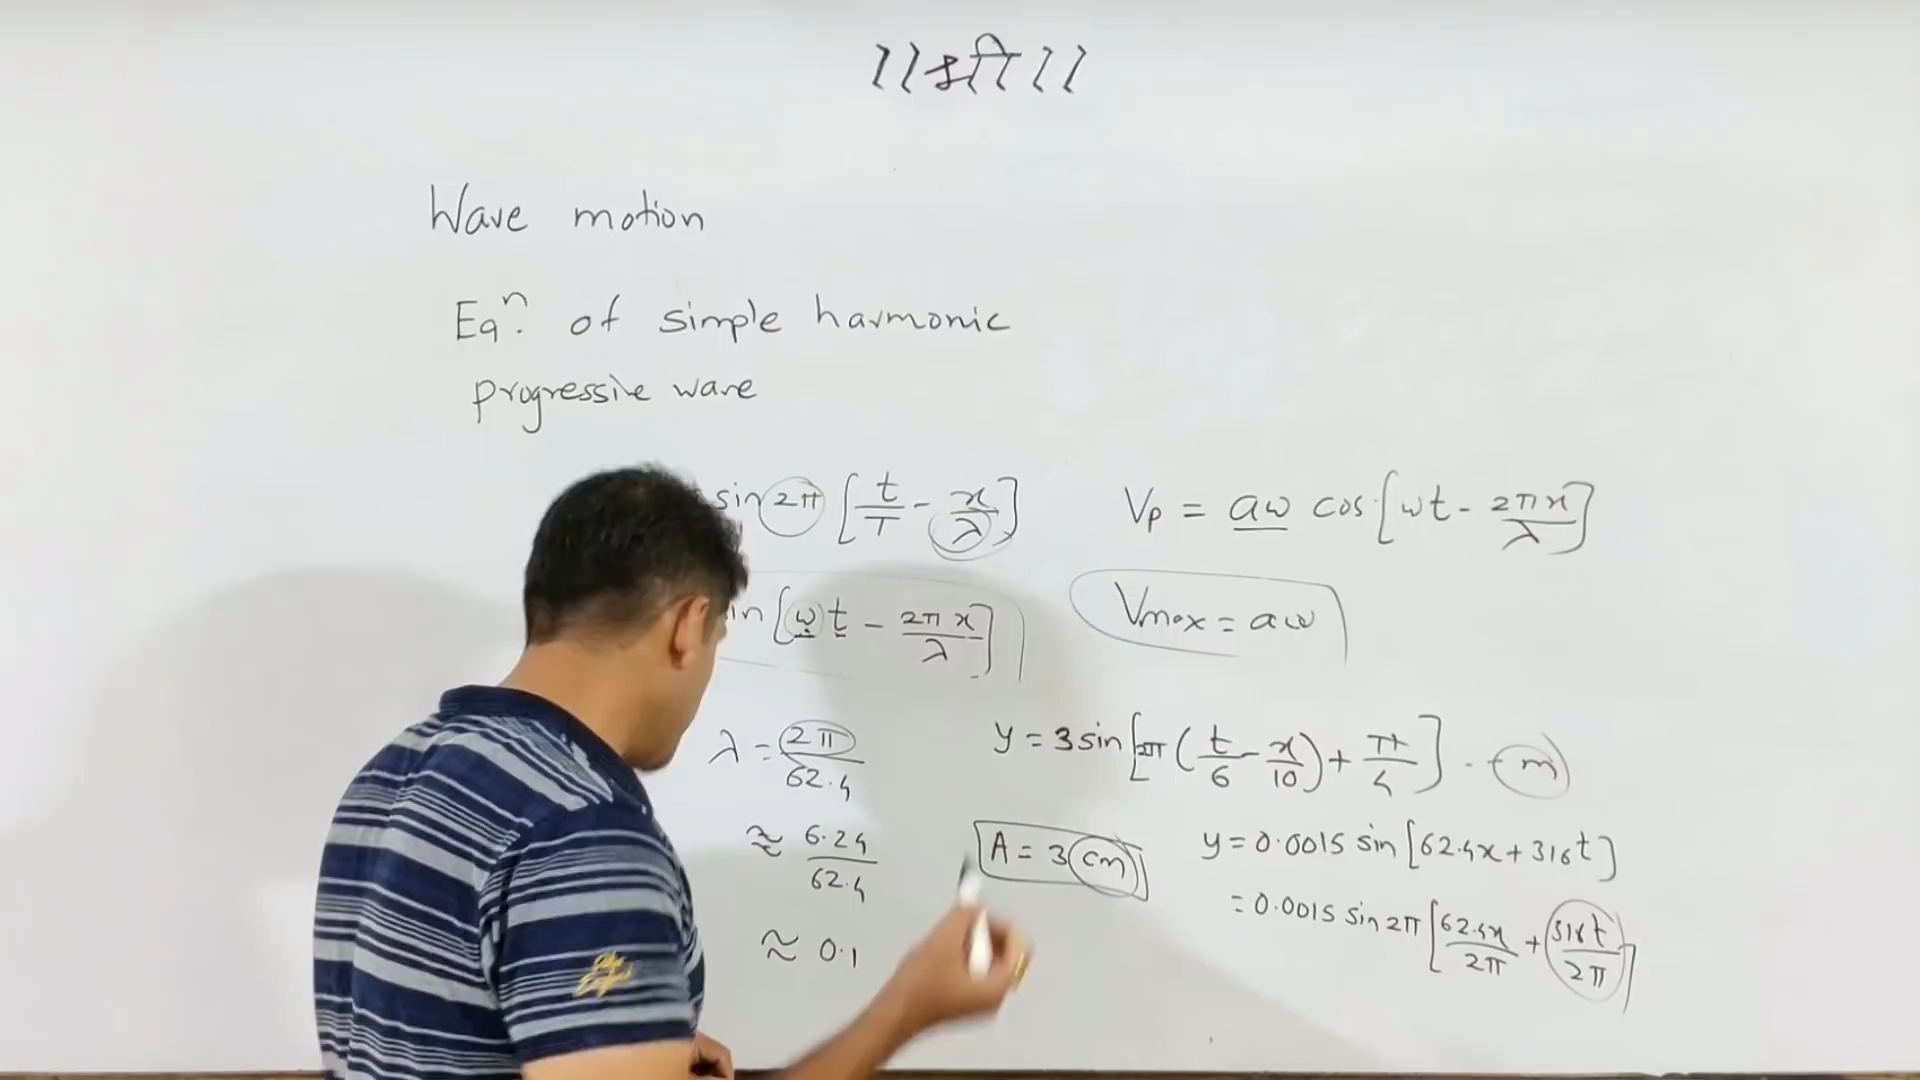 ।।श्री।।
Wave motion
Eqⁿ. of simple harmonic
progressive wave
sin 2π [t/T - x/λ]
Vp = aω cos [ωt - 2πx/λ]
in [ωt - 2πx/λ]
Vmax = aω
λ = 2π/62.4
y = 3 sin [2π (t/6 - x/10) + π/4] - - m
≈ 6.24/62.4
A = 3 cm
y = 0.0015 sin [62.4x + 316t]
= 0.0015 sin 2π [62.4x/2π + 316t/2π]
≈ 0.1